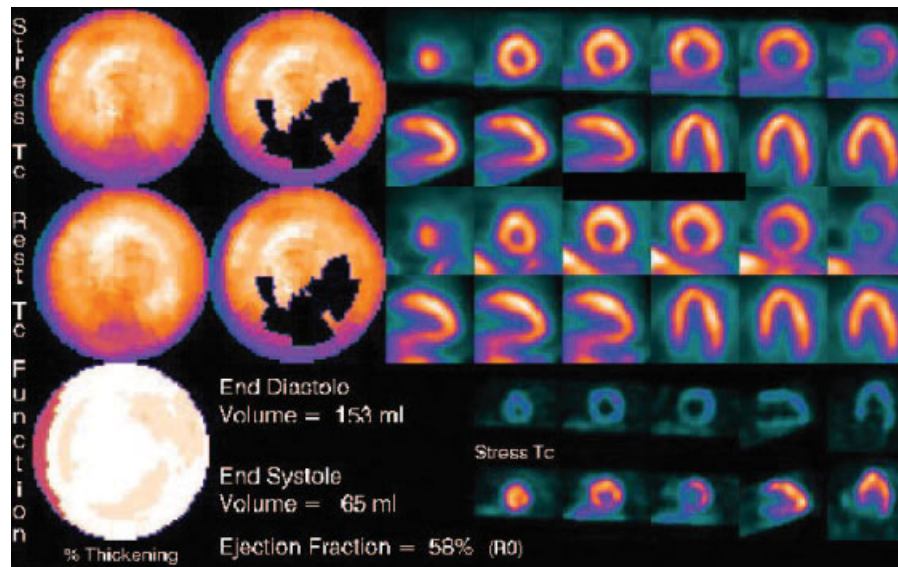 Stress Tc
Rest Tc
Function
End Diastole
Volume = 153 ml
End Systole
Volume = 65 ml
Ejection Fraction = 58% (R0)
% Thickening
Stress Tc